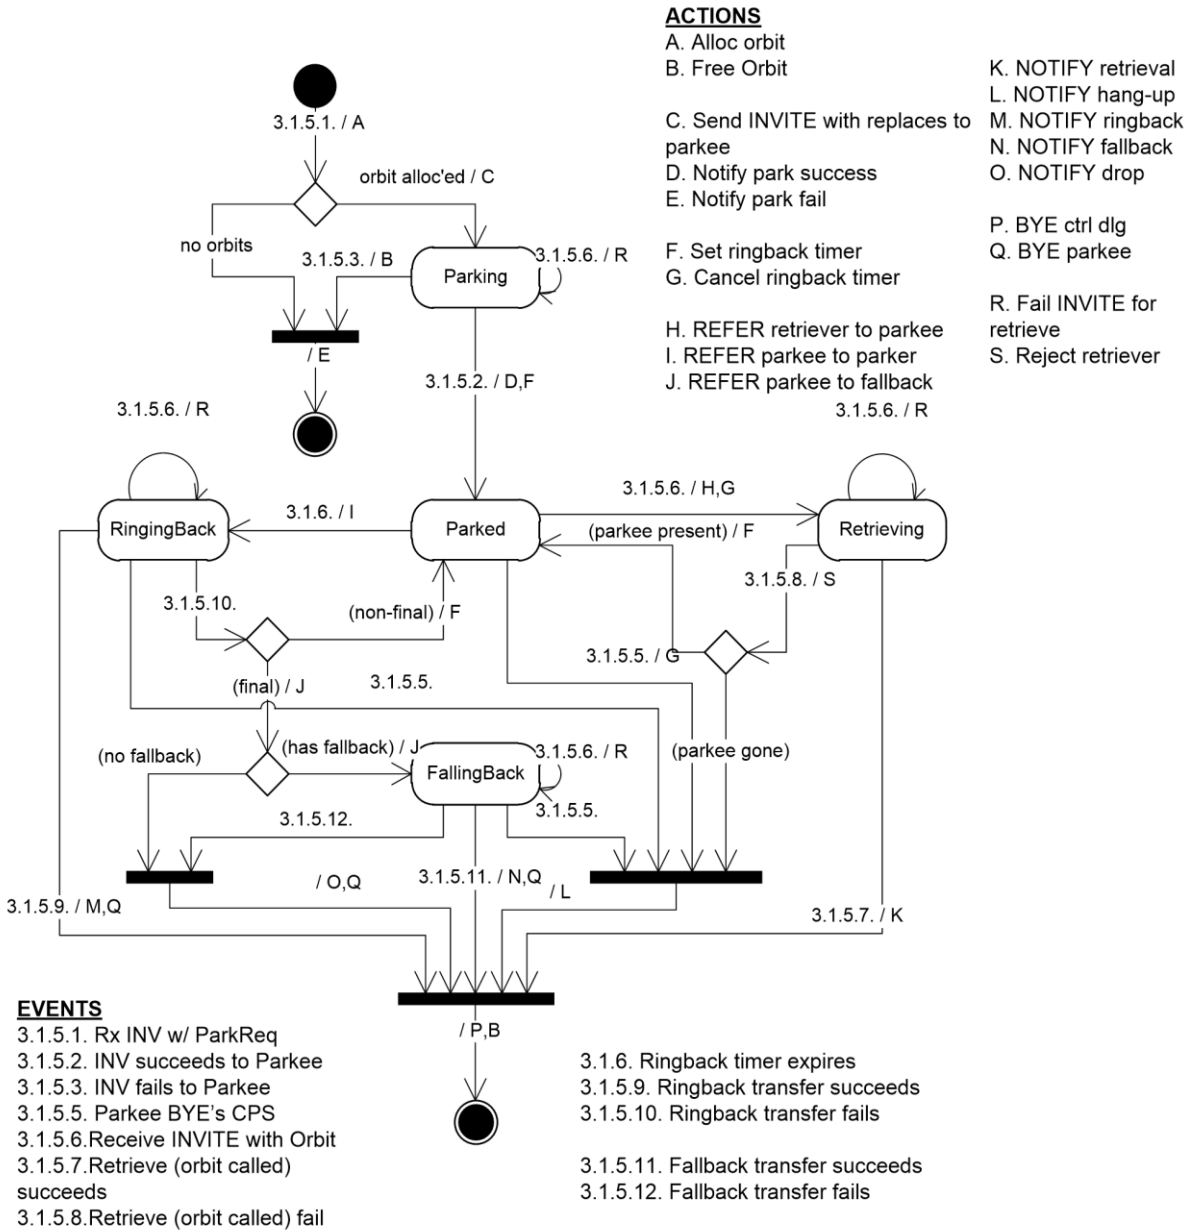 ACTIONS
A. Alloc orbit
B. Free Orbit
C. Send INVITE with replaces to
parkee
D. Notify park success
E. Notify park fail
F. Set ringback timer
G. Cancel ringback timer
H. REFER retriever to parkee
I. REFER parkee to parker
J. REFER parkee to fallback
K. NOTIFY retrieval
L. NOTIFY hang-up
M. NOTIFY ringback
N. NOTIFY fallback
O. NOTIFY drop
P. BYE ctrl dlg
Q. BYE parkee
R. Fail INVITE for
retrieve
S. Reject retriever
3.1.5.1. / A
orbit alloc'ed / C
no orbits
3.1.5.3. / B
Parking
3.1.5.6. / R
/ E
3.1.5.2. / D,F
3.1.5.6. / R
3.1.5.6. / R
RingingBack
3.1.6. / I
Parked
3.1.5.6. / H,G
(parkee present) / F
Retrieving
3.1.5.10.
(non-final) / F
3.1.5.8. / S
3.1.5.5. / G
(final) / J
3.1.5.5.
(no fallback)
(has fallback) / J
FallingBack
3.1.5.6. / R
(parkee gone)
3.1.5.12.
3.1.5.5.
/ O,Q
3.1.5.11. / N,Q
/ L
3.1.5.9. / M,Q
3.1.5.7. / K
/ P,B
EVENTS
3.1.5.1. Rx INV w/ ParkReq
3.1.5.2. INV succeeds to Parkee
3.1.5.3. INV fails to Parkee
3.1.5.5. Parkee BYE's CPS
3.1.5.6.Receive INVITE with Orbit
3.1.5.7.Retrieve (orbit called)
succeeds
3.1.5.8.Retrieve (orbit called) fail
3.1.6. Ringback timer expires
3.1.5.9. Ringback transfer succeeds
3.1.5.10. Ringback transfer fails
3.1.5.11. Fallback transfer succeeds
3.1.5.12. Fallback transfer fails